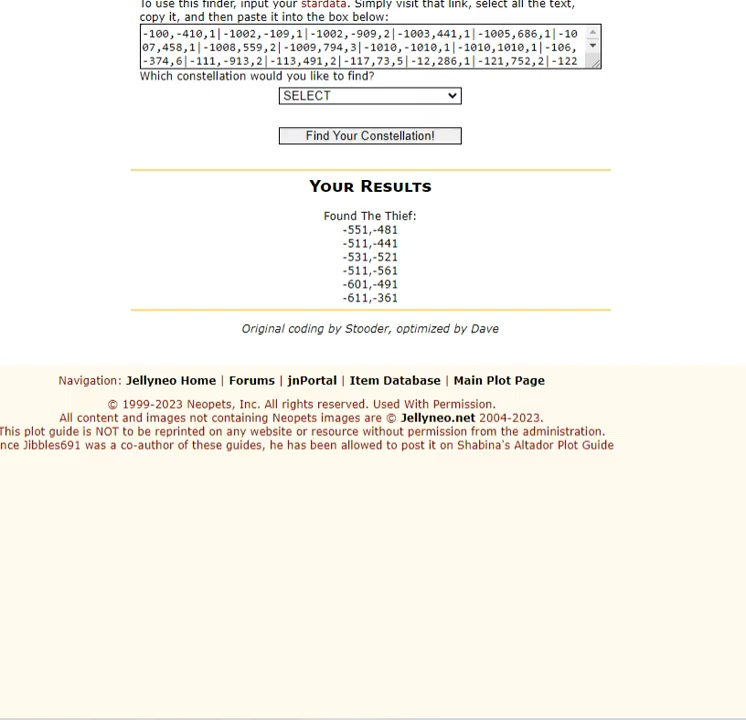 To use this finder, input your stardata. Simply visit that link, select all the text,
copy it, and then paste it into the box below:
-100,-410,1|-1002,-109,1|-1002,-909,2|-1003,441,1|-1005,686,1|-10
07,458,1|-1008,559,2|-1009,794,3|-1010,-1010,1|-1010,1010,1|-106,
-374,6|-111,-913,2|-113,491,2|-117,73,5|-12,286,1|-121,752,2|-122
Which constellation would you like to find?
SELECT
Find Your Constellation!
Your Results
Found The Thief:
-551,-481
-511,-441
-531,-521
-511,-561
-601,-491
-611,-361
Original coding by Stooder, optimized by Dave
Navigation: Jellyneo Home | Forums | jnPortal | Item Database | Main Plot Page
© 1999-2023 Neopets, Inc. All rights reserved. Used With Permission.
All content and images not containing Neopets images are © Jellyneo.net 2004-2023.
This plot guide is NOT to be reprinted on any website or resource without permission from the administration.
nce Jibbles691 was a co-author of these guides, he has been allowed to post it on Shabina's Altador Plot Guide